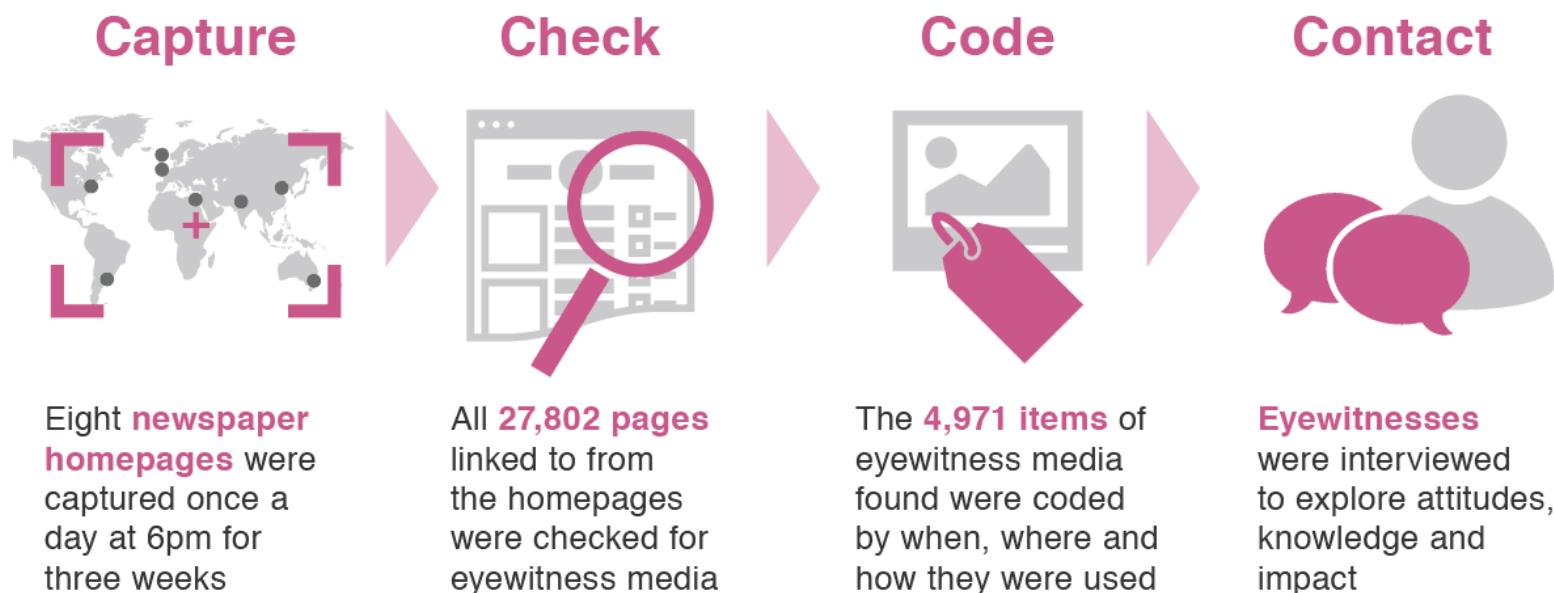 Capture
Eight newspaper
homepages were
captured once a
day at 6pm for
three weeks
Check
All 27,802 pages
linked to from
the homepages
were checked for
eyewitness media
Code
The 4,971 items of
eyewitness media
found were coded
by when, where and
how they were used
Contact
Eyewitnesses
were interviewed
to explore attitudes,
knowledge and
impact